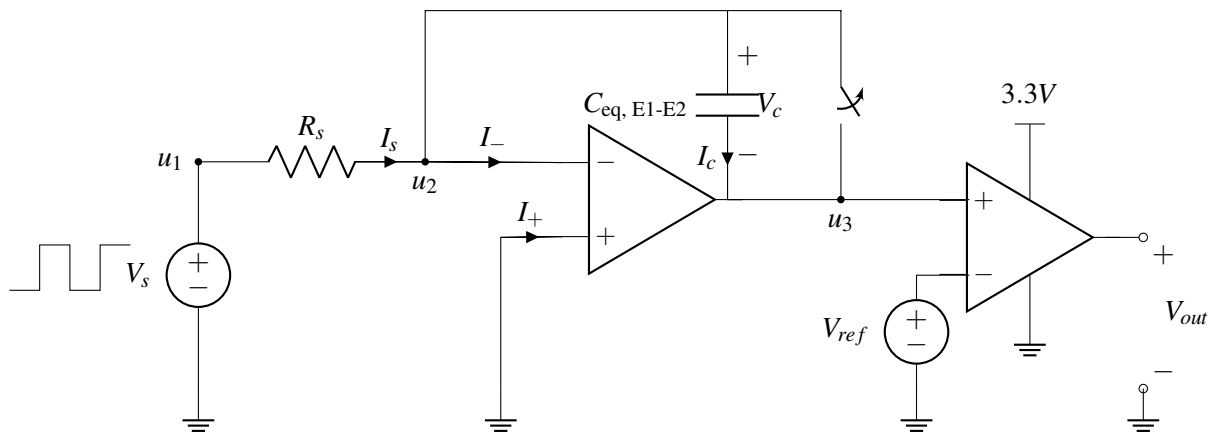 +
C_eq, E1-E2
V_c
3.3V
R_s
I_s
I_−
I_c
−
u_1
u_2
−
+
I_+
+
u_3
+
−
V_s
+
−
V_ref
+
−
+
V_out
−